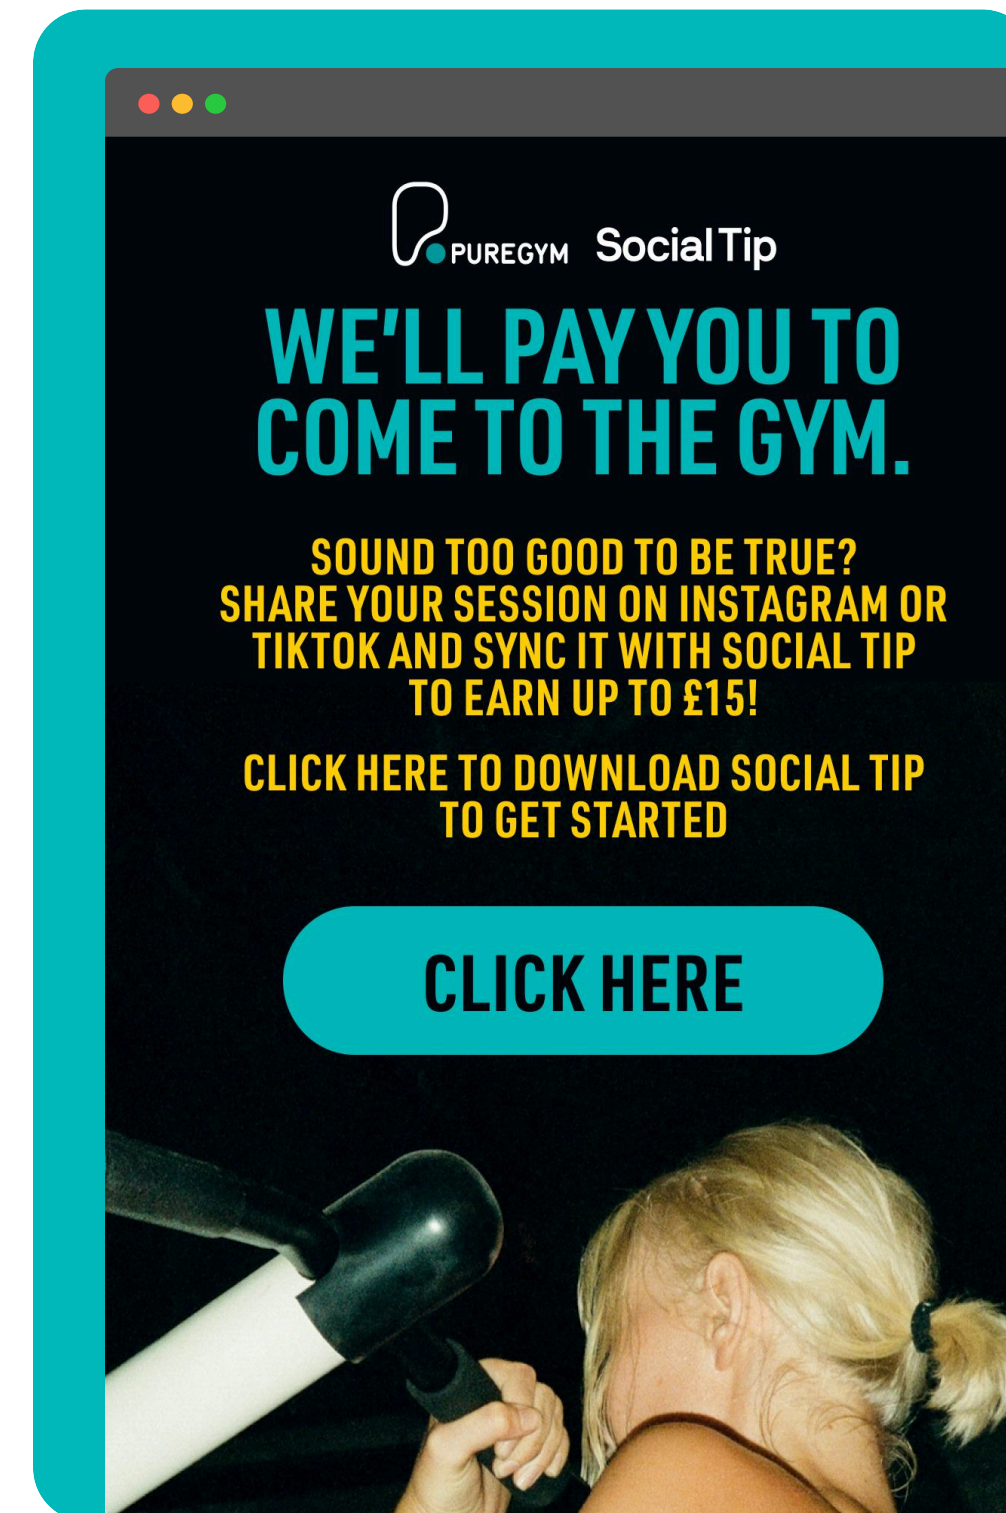 PUREGYM Social Tip
WE'LL PAY YOU TO
COME TO THE GYM.
SOUND TOO GOOD TO BE TRUE?
SHARE YOUR SESSION ON INSTAGRAM OR
TIKTOK AND SYNC IT WITH SOCIAL TIP
TO EARN UP TO £15!
CLICK HERE TO DOWNLOAD SOCIAL TIP
TO GET STARTED
CLICK HERE